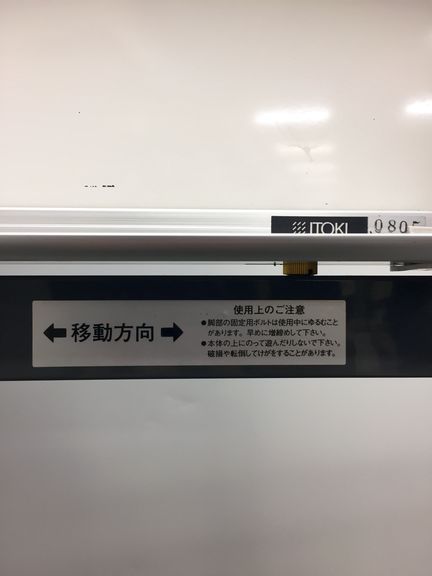 ITOKI
0805
使用上のご注意
移動方向
●脚部の固定用ボルトは使用中にゆるむこと
があります。早めに増締めして下さい。
●本体の上にのって遊んだりしないで下さい。
破損や転倒してけがをすることがあります。